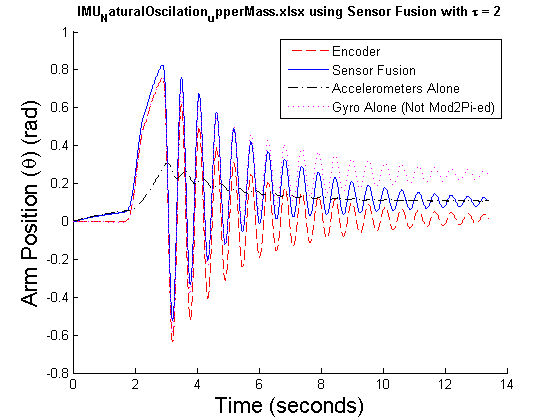 IMU_NaturalOscilation_upperMass.xlsx using Sensor Fusion with τ = 2
1
0.8
0.6
0.4
0.2
0
-0.2
-0.4
-0.6
-0.8
Arm Position (θ) (rad)
Encoder
Sensor Fusion
Accelerometers Alone
Gyro Alone (Not Mod2Pi-ed)
0 2 4 6 8 10 12 14
Time (seconds)